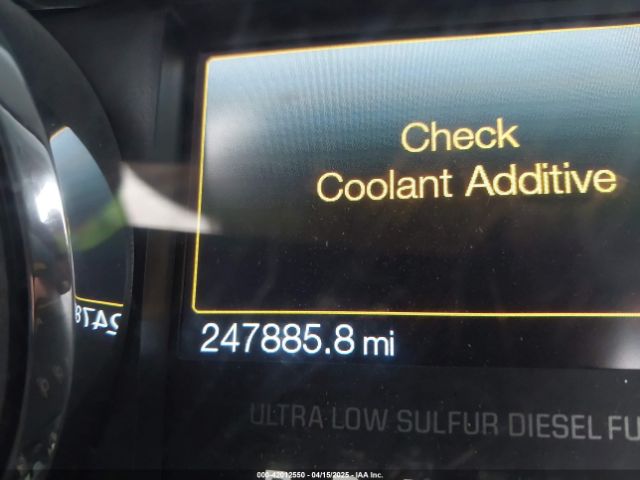 Check
Coolant Additive
247885.8 mi
ULTRA LOW SULFUR DIESEL FU
000-42012550 - 04/15/2025 - IAA Inc.